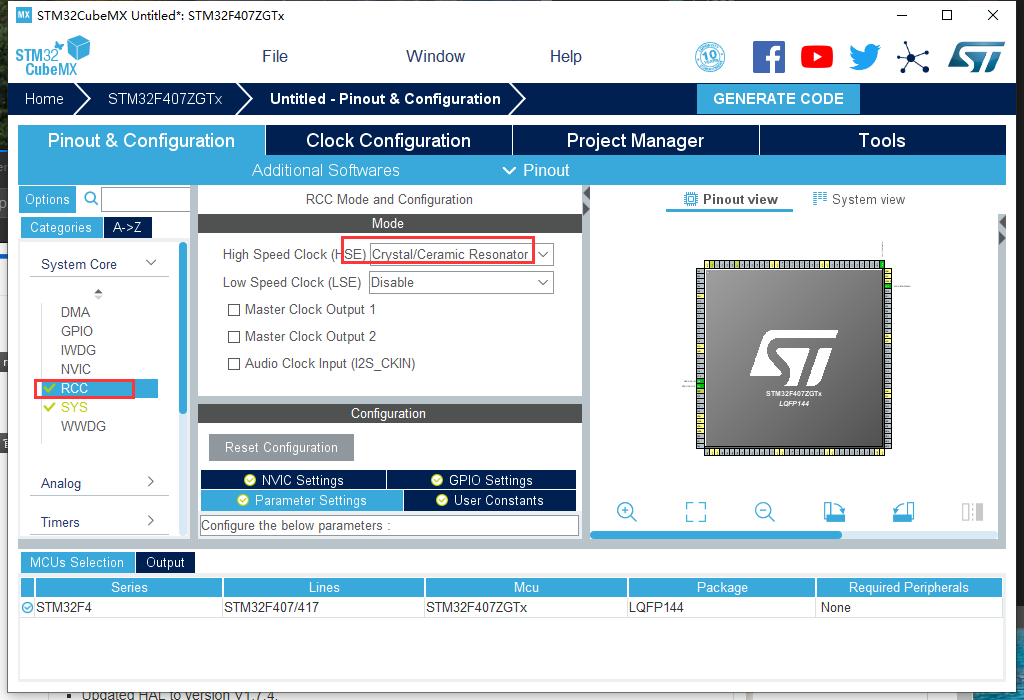 MX STM32CubeMX Untitled*: STM32F407ZGTx
STM32
CubeMX
File
Window
Help
10
ST
Home
STM32F407ZGTx
Untitled - Pinout & Configuration
GENERATE CODE
Pinout & Configuration
Clock Configuration
Project Manager
Tools
Additional Softwares
Pinout
Options
Categories
A->Z
System Core
DMA
GPIO
IWDG
NVIC
RCC
SYS
WWDG
Analog
Timers
RCC Mode and Configuration
Mode
High Speed Clock (HSE) Crystal/Ceramic Resonator
Low Speed Clock (LSE) Disable
Master Clock Output 1
Master Clock Output 2
Audio Clock Input (I2S_CKIN)
Configuration
Reset Configuration
NVIC Settings
GPIO Settings
Parameter Settings
User Constants
Configure the below parameters :
Pinout view
System view
ST
STM32F407ZGTx
LQFP144
MCUs Selection
Output
Series Lines Mcu Package Required Peripherals
STM32F4 STM32F407/417 STM32F407ZGTx LQFP144 None
Updated HAL to version V1.7.4.